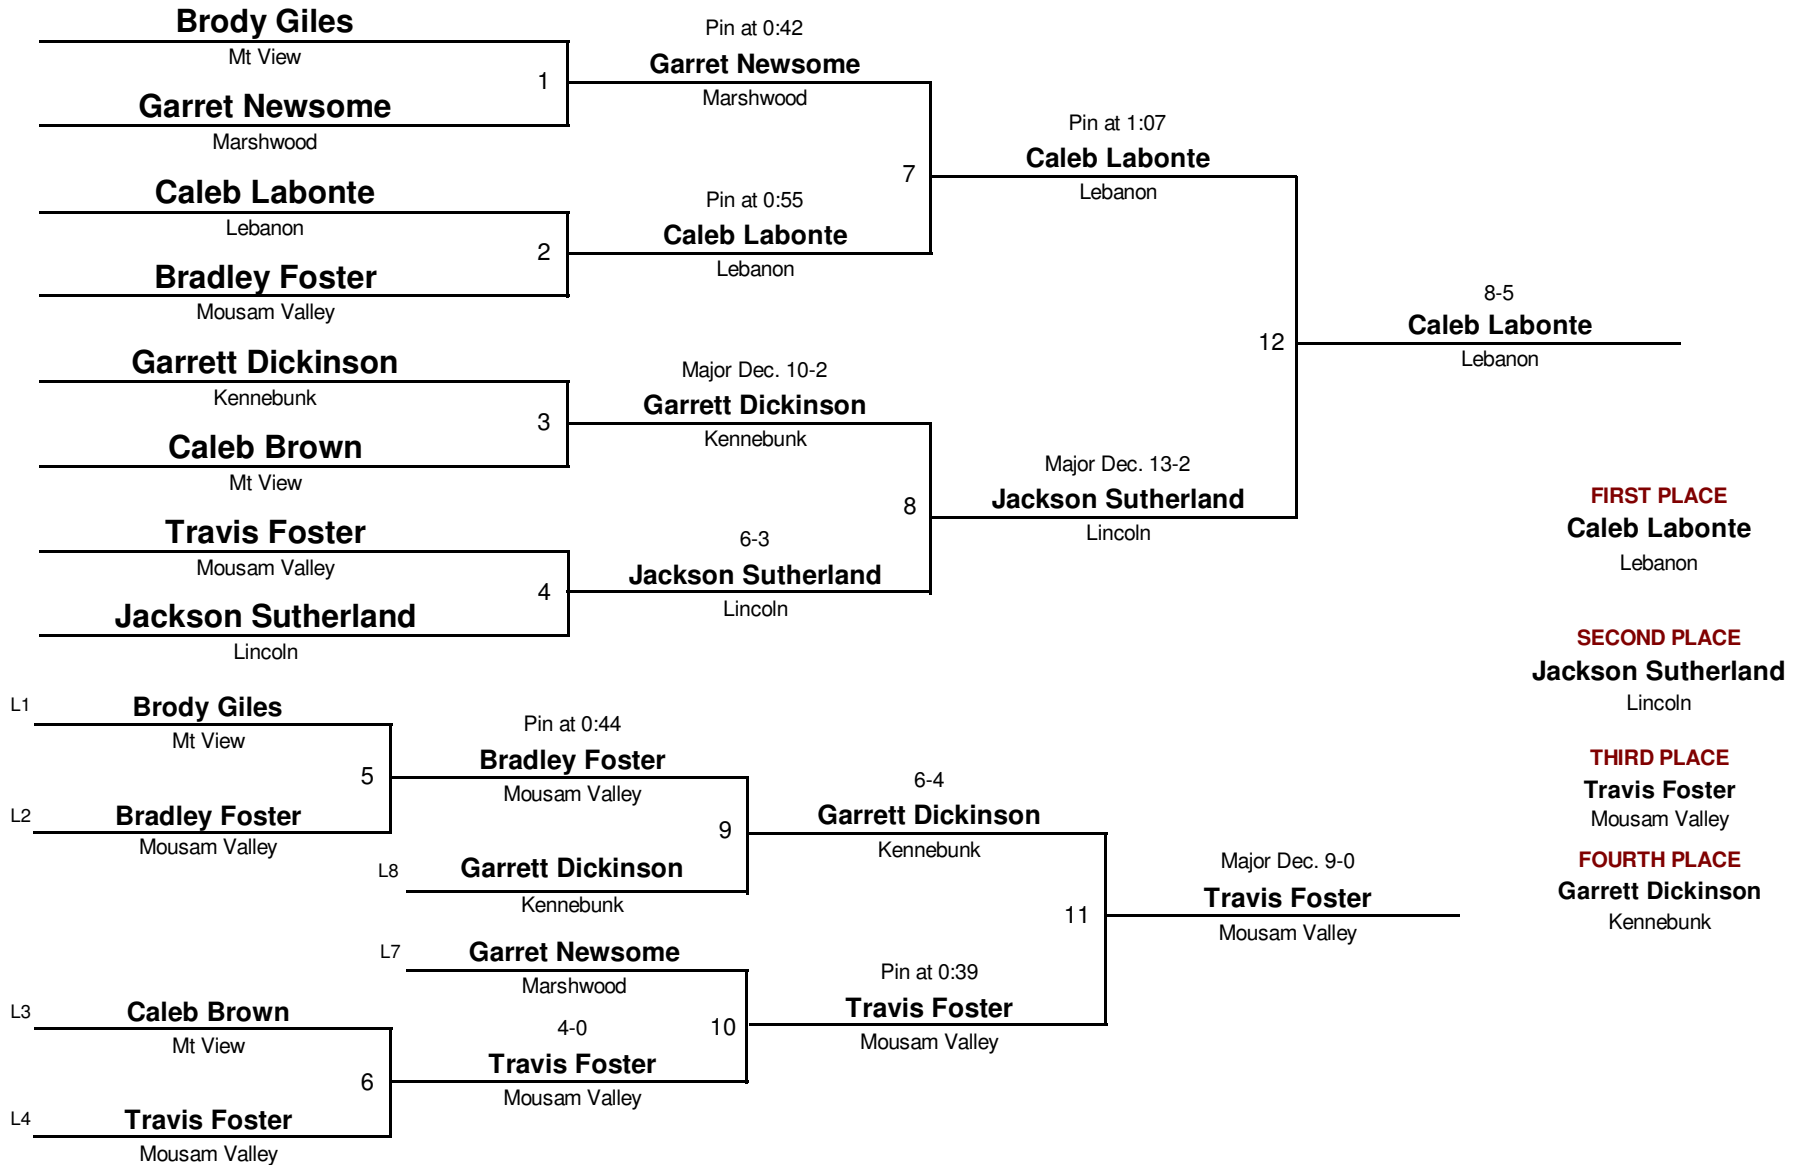 Brody Giles
Mt View
1
Garret Newsome
Marshwood
Caleb Labonte
Lebanon
2
Bradley Foster
Mousam Valley
Garrett Dickinson
Kennebunk
3
Caleb Brown
Mt View
Travis Foster
Mousam Valley
4
Jackson Sutherland
Lincoln
Pin at 0:42
Garret Newsome
Marshwood
7
Pin at 0:55
Caleb Labonte
Lebanon
Major Dec. 10-2
Garrett Dickinson
Kennebunk
8
6-3
Jackson Sutherland
Lincoln
Pin at 1:07
Caleb Labonte
Lebanon
12
Major Dec. 13-2
Jackson Sutherland
Lincoln
8-5
Caleb Labonte
Lebanon
FIRST PLACE
Caleb Labonte
Lebanon
SECOND PLACE
Jackson Sutherland
Lincoln
THIRD PLACE
Travis Foster
Mousam Valley
FOURTH PLACE
Garrett Dickinson
Kennebunk
L1 Brody Giles
Mt View
5
L2 Bradley Foster
Mousam Valley
L3 Caleb Brown
Mt View
6
L4 Travis Foster
Mousam Valley
Pin at 0:44
Bradley Foster
Mousam Valley
9
L8 Garrett Dickinson
Kennebunk
L7 Garret Newsome
Marshwood
10
4-0
Travis Foster
Mousam Valley
6-4
Garrett Dickinson
Kennebunk
11
Pin at 0:39
Travis Foster
Mousam Valley
Major Dec. 9-0
Travis Foster
Mousam Valley